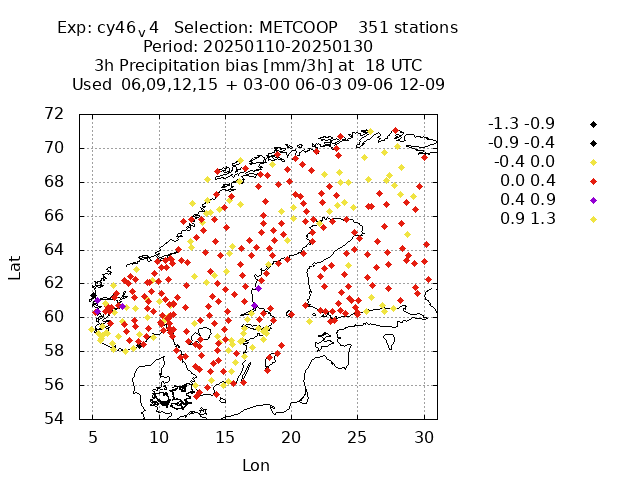 Exp: cy46v4 Selection: METCOOP 351 stations
Period: 20250110-20250130
3h Precipitation bias [mm/3h] at 18 UTC
Used 06,09,12,15 + 03-00 06-03 09-06 12-09
72
70
68
66
64
62
60
58
56
54
Lat
5 10 15 20 25 30
Lon
-1.3 -0.9
-0.9 -0.4
-0.4 0.0
0.0 0.4
0.4 0.9
0.9 1.3